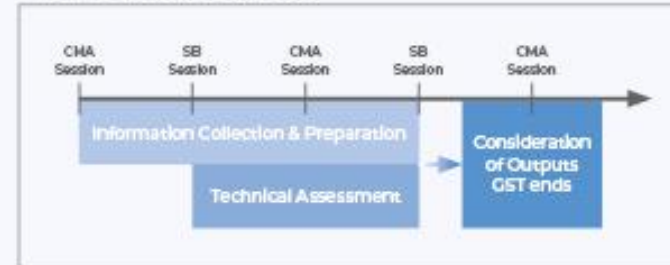 CMA
Session
SB
Session
CMA
Session
SB
Session
CMA
Session
Information Collection & Preparation
Technical Assessment
Consideration
of Outputs
GST ends